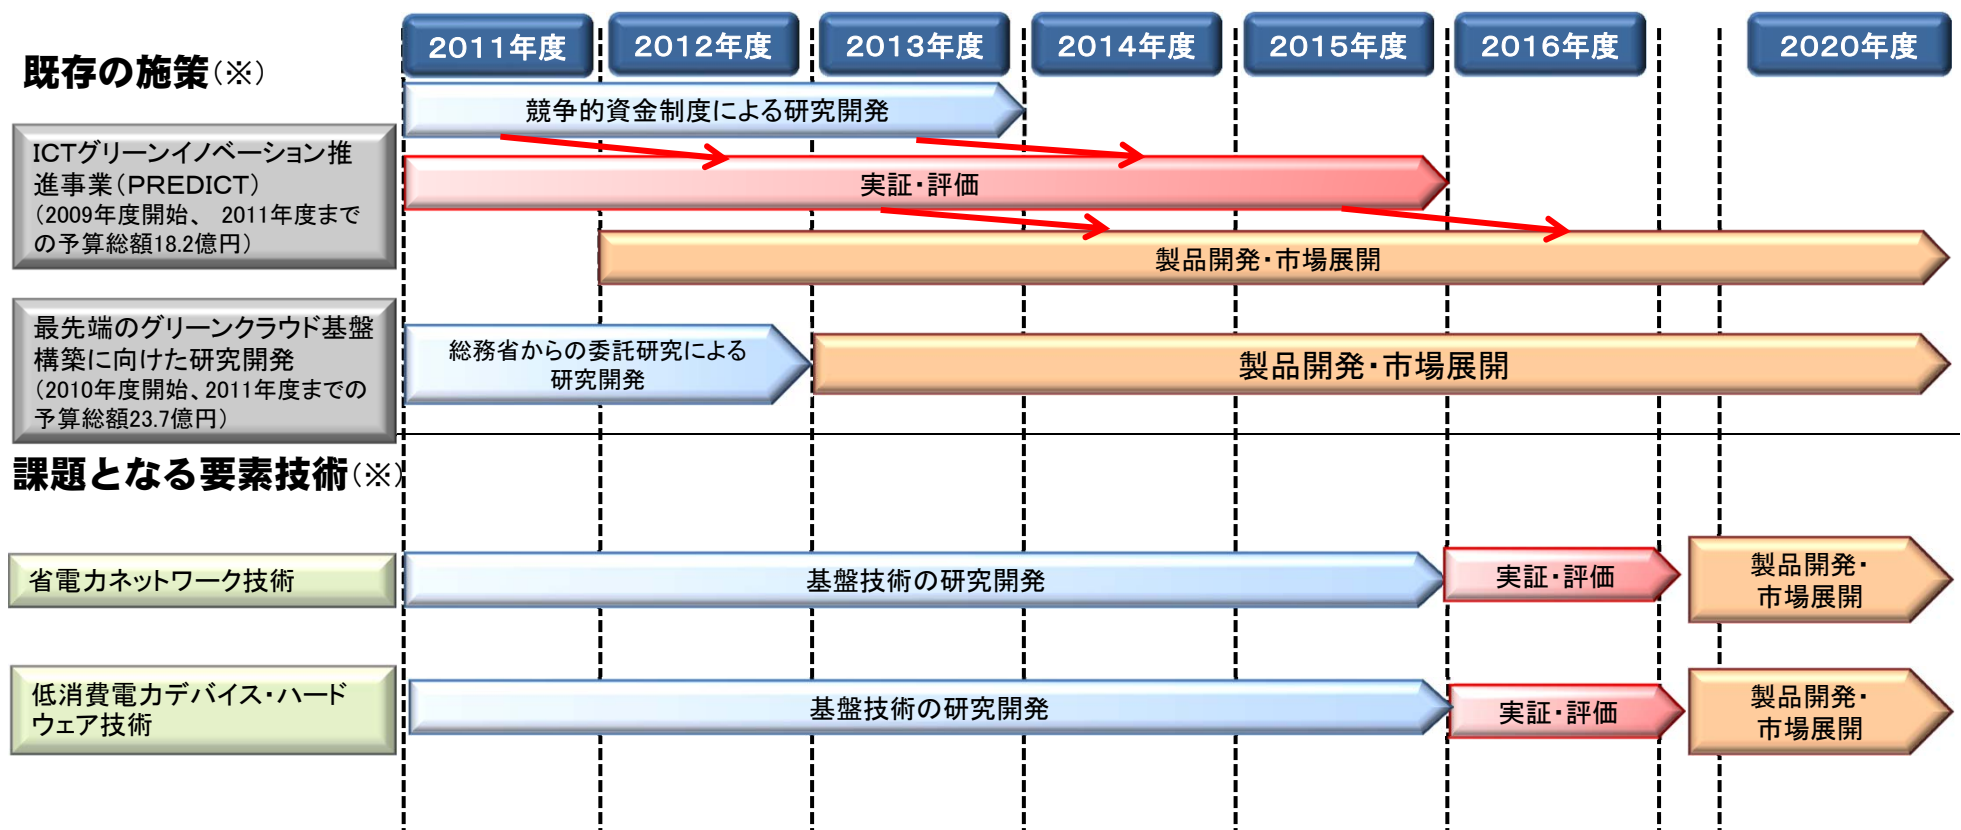 2011年度
2012年度
2013年度
2014年度
2015年度
2016年度
2020年度
既存の施策(※)
競争的資金制度による研究開発
ICTグリーンイノベーション推
進事業(PREDICT)
(2009年度開始、 2011年度まで
の予算総額18.2億円)
実証・評価
製品開発・市場展開
最先端のグリーンクラウド基盤
構築に向けた研究開発
(2010年度開始、2011年度までの
予算総額23.7億円)
総務省からの委託研究による
研究開発
製品開発・市場展開
課題となる要素技術(※)
省電力ネットワーク技術
基盤技術の研究開発
実証・評価
製品開発・
市場展開
低消費電力デバイス・ハード
ウェア技術
基盤技術の研究開発
実証・評価
製品開発・
市場展開